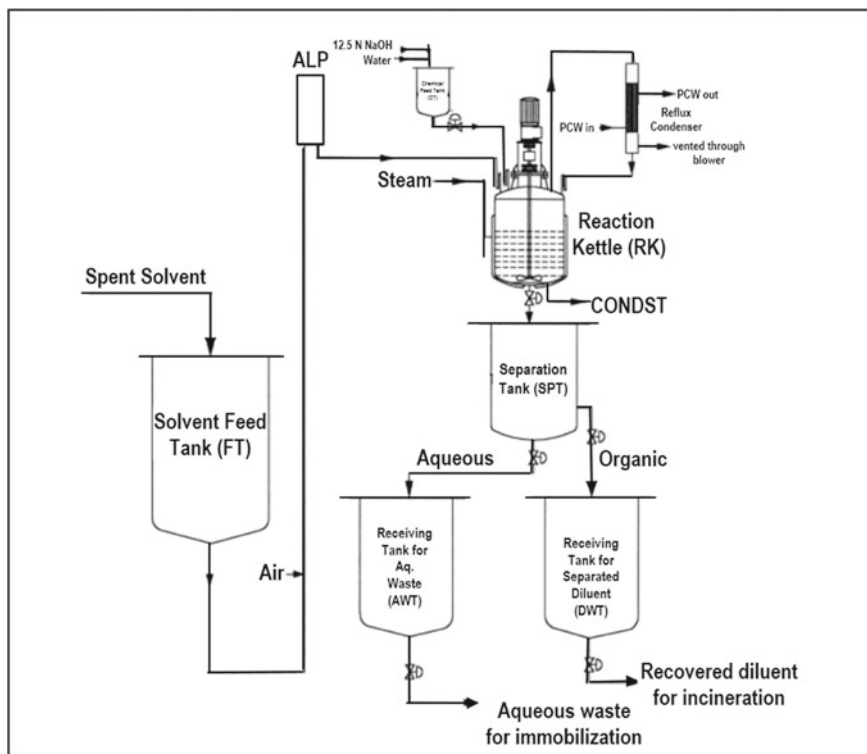 12.5 N NaOH
Water
ALP
Chemical
Feed Tank
(CT)
PCW out
PCW in
Reflux
Condenser
vented through
blower
Steam
Reaction
Kettle (RK)
Spent Solvent
CONDST
Separation
Tank (SPT)
Solvent Feed
Tank (FT)
Aqueous
Organic
Air
Receiving
Tank for
Aq.
Waste
(AWT)
Receiving
Tank for
Separated
Diluent
(DWT)
Recovered diluent
for incineration
Aqueous waste
for immobilization